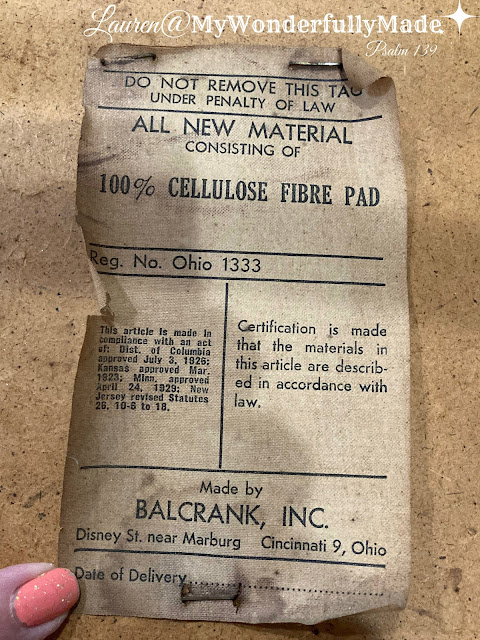 Lauren@MyWonderfullyMade
Psalm 139
DO NOT REMOVE THIS TAG
UNDER PENALTY OF LAW
ALL NEW MATERIAL
CONSISTING OF
100% CELLULOSE FIBRE PAD
Reg. No. Ohio 1333
This article is made in
compliance with an act
of: Dist. of Columbia
approved July 3, 1926;
Kansas approved Mar.
1923; Minn. approved
April 24, 1929; New
Jersey revised Statutes
26, 10-6 to 18.
Certification is made
that the materials in
this article are describ-
ed in accordance with
law.
Made by
BALCRANK, INC.
Disney St. near Marburg Cincinnati 9, Ohio
Date of Delivery